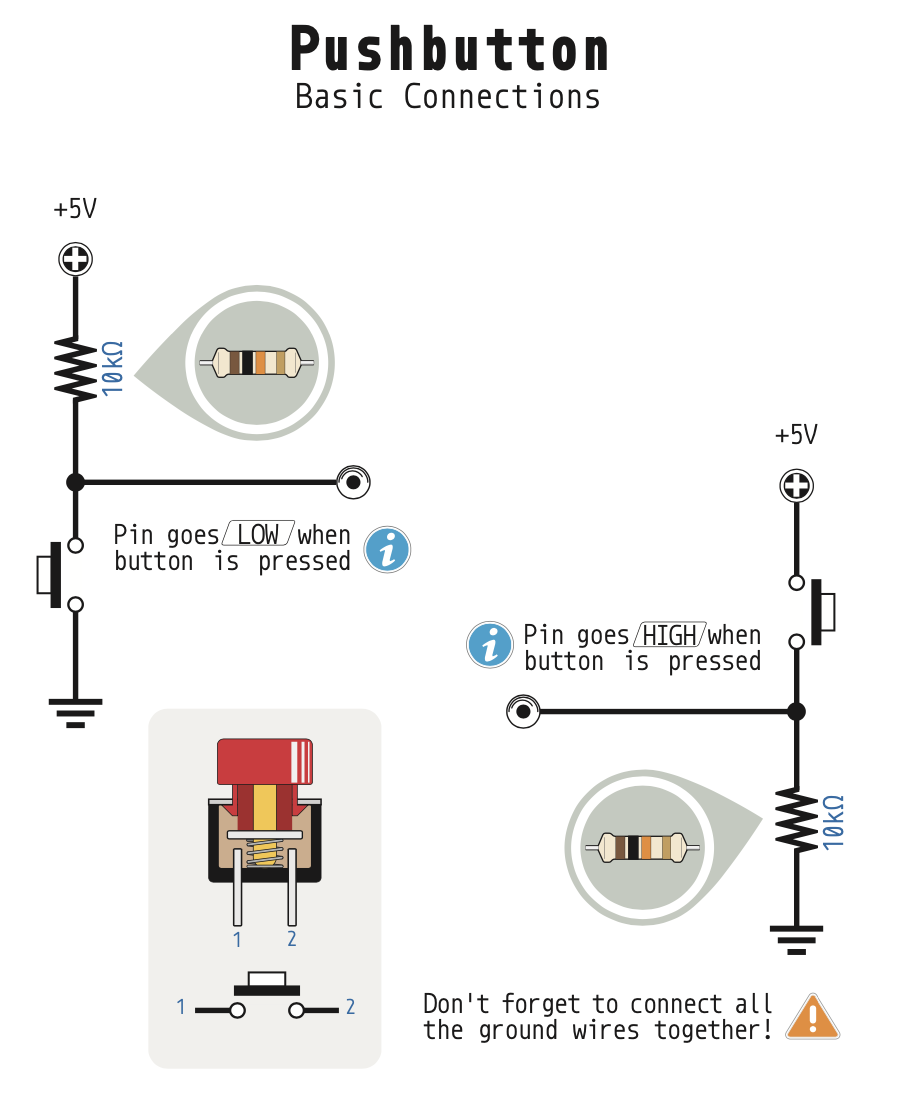 Pushbutton
Basic Connections
+5V
10kΩ
Pin goes LOW when
button is pressed
+5V
Pin goes HIGH when
button is pressed
10kΩ
1
2
1
2
Don't forget to connect all
the ground wires together!